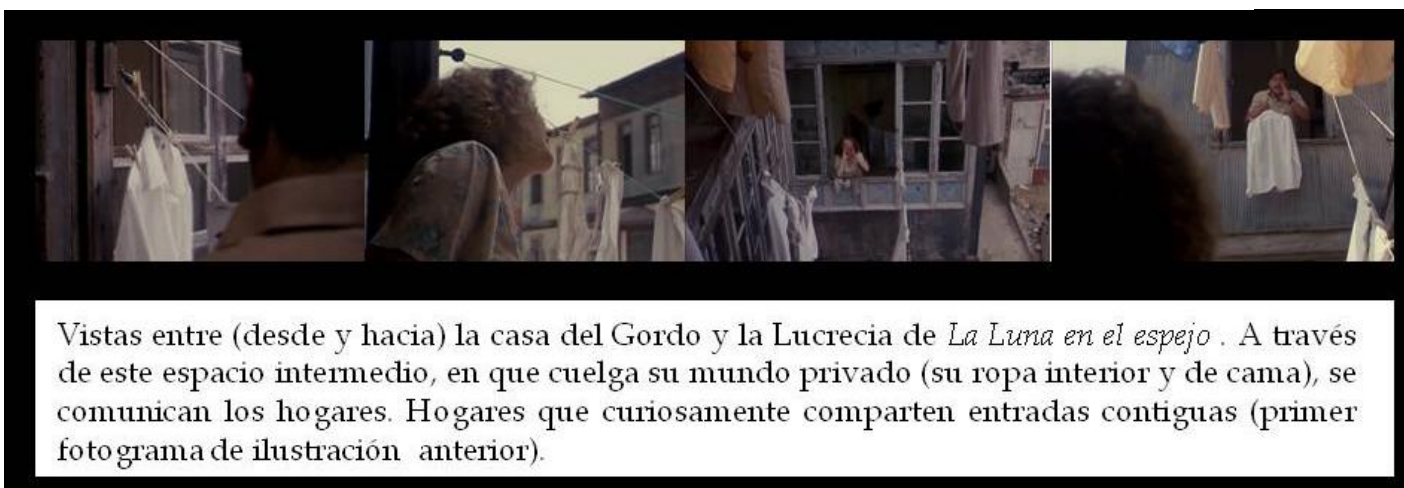 Vistas entre (desde y hacia) la casa del Gordo y la Lucrecia de La Luna en el espejo . A través
de este espacio intermedio, en que cuelga su mundo privado (su ropa interior y de cama), se
comunican los hogares. Hogares que curiosamente comparten entradas contiguas (primer
fotograma de ilustración anterior).